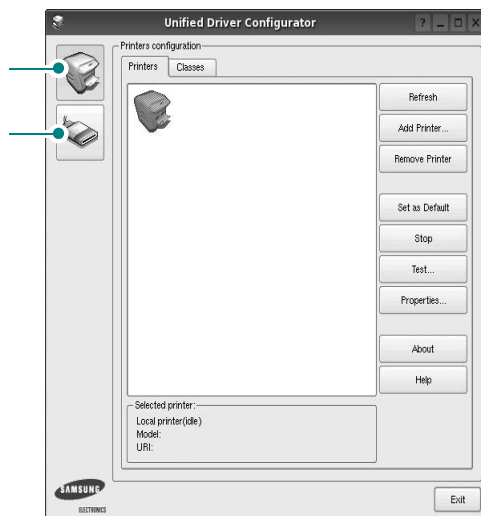 Unified Driver Configurator
Printers configuration
Printers
Classes
Refresh
Add Printer...
Remove Printer
Set as Default
Stop
Test...
Properties...
About
Help
Selected printer:
Local printer(idle)
Model:
URI:
SAMSUNG
ELECTRONICS
Exit